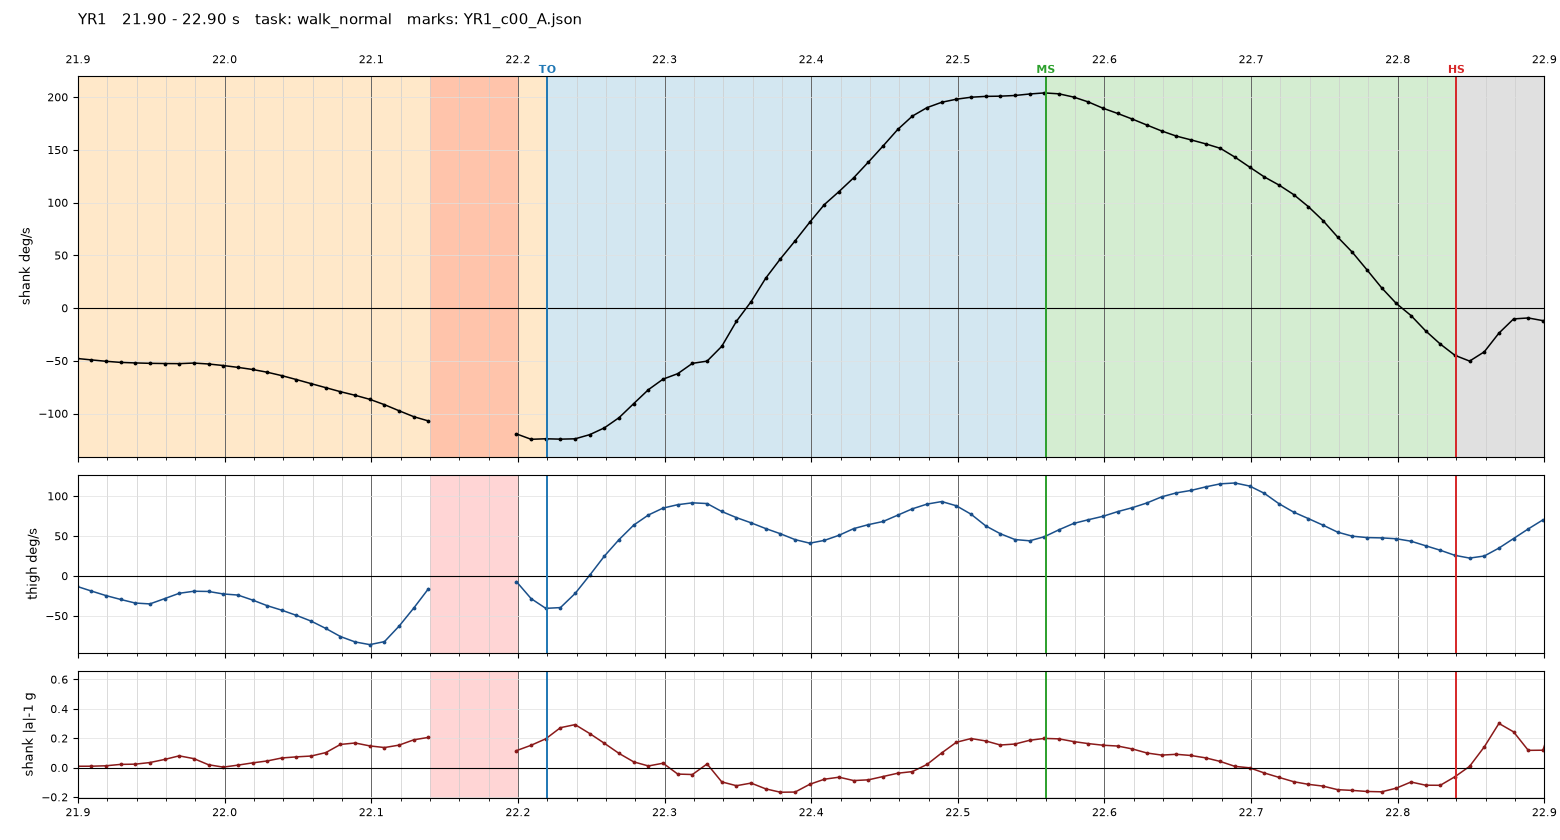 YR1   21.90 - 22.90 s   task: walk_normal   marks: YR1_c00_A.json
21.9 22.0 22.1 22.2 22.3 22.4 22.5 22.6 22.7 22.8 22.9
TO MS HS
shank deg/s
200
150
100
50
0
−50
−100
thigh deg/s
100
50
0
−50
shank |a|-1 g
0.6
0.4
0.2
0.0
−0.2
21.9 22.0 22.1 22.2 22.3 22.4 22.5 22.6 22.7 22.8 22.9